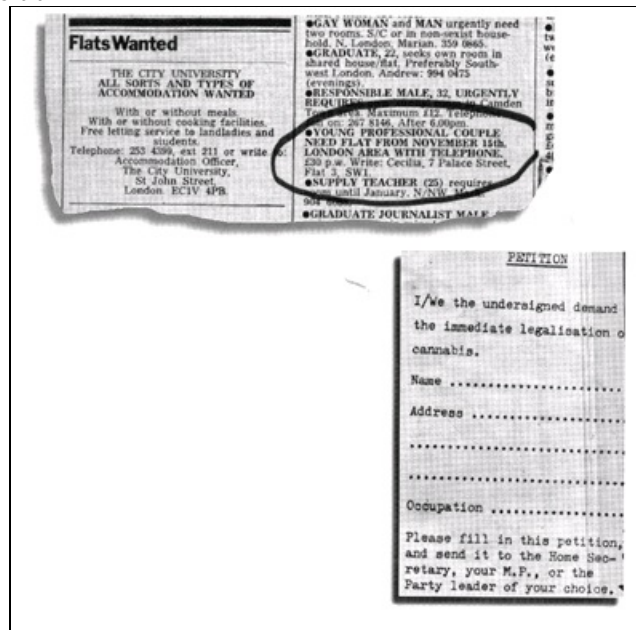 Flats Wanted
THE CITY UNIVERSITY
ALL SORTS AND TYPES OF
ACCOMMODATION WANTED
With or without meals.
With or without cooking facilities.
Free letting service to landladies and
students.
Telephone: 253 4399, ext 211 or write to:
Accommodation Officer,
The City University,
St John Street,
London. EC1V 4PB.
●GAY WOMAN and MAN urgently need
two rooms. S/C or in non-sexist house-
hold. N. London. Marian. 359 0865.
●GRADUATE, 22, seeks own room in
shared house/flat. Preferably South-
west London. Andrew: 994 0475
(evenings).
●RESPONSIBLE MALE, 32, URGENTLY
REQUIRES in Camden
Town area. Maximum £12. Telephone
on: 267 8146. After 6.00pm.
●YOUNG PROFESSIONAL COUPLE
NEED FLAT FROM NOVEMBER 15th.
LONDON AREA WITH TELEPHONE.
£30 p.w. Write: Cecilia, 7 Palace Street,
Flat 3, SW1.
●SUPPLY TEACHER (25) requires
room until January. N/NW.
904
●GRADUATE JOURNALIST MALE
PETITION
I/We the undersigned demand
the immediate legalisation o
cannabis.
Name ....................
Address ..................
..........................
..........................
Occupation ...............
Please fill in this petition,
and send it to the Home Sec-
retary, your M.P., or the
Party leader of your choice.